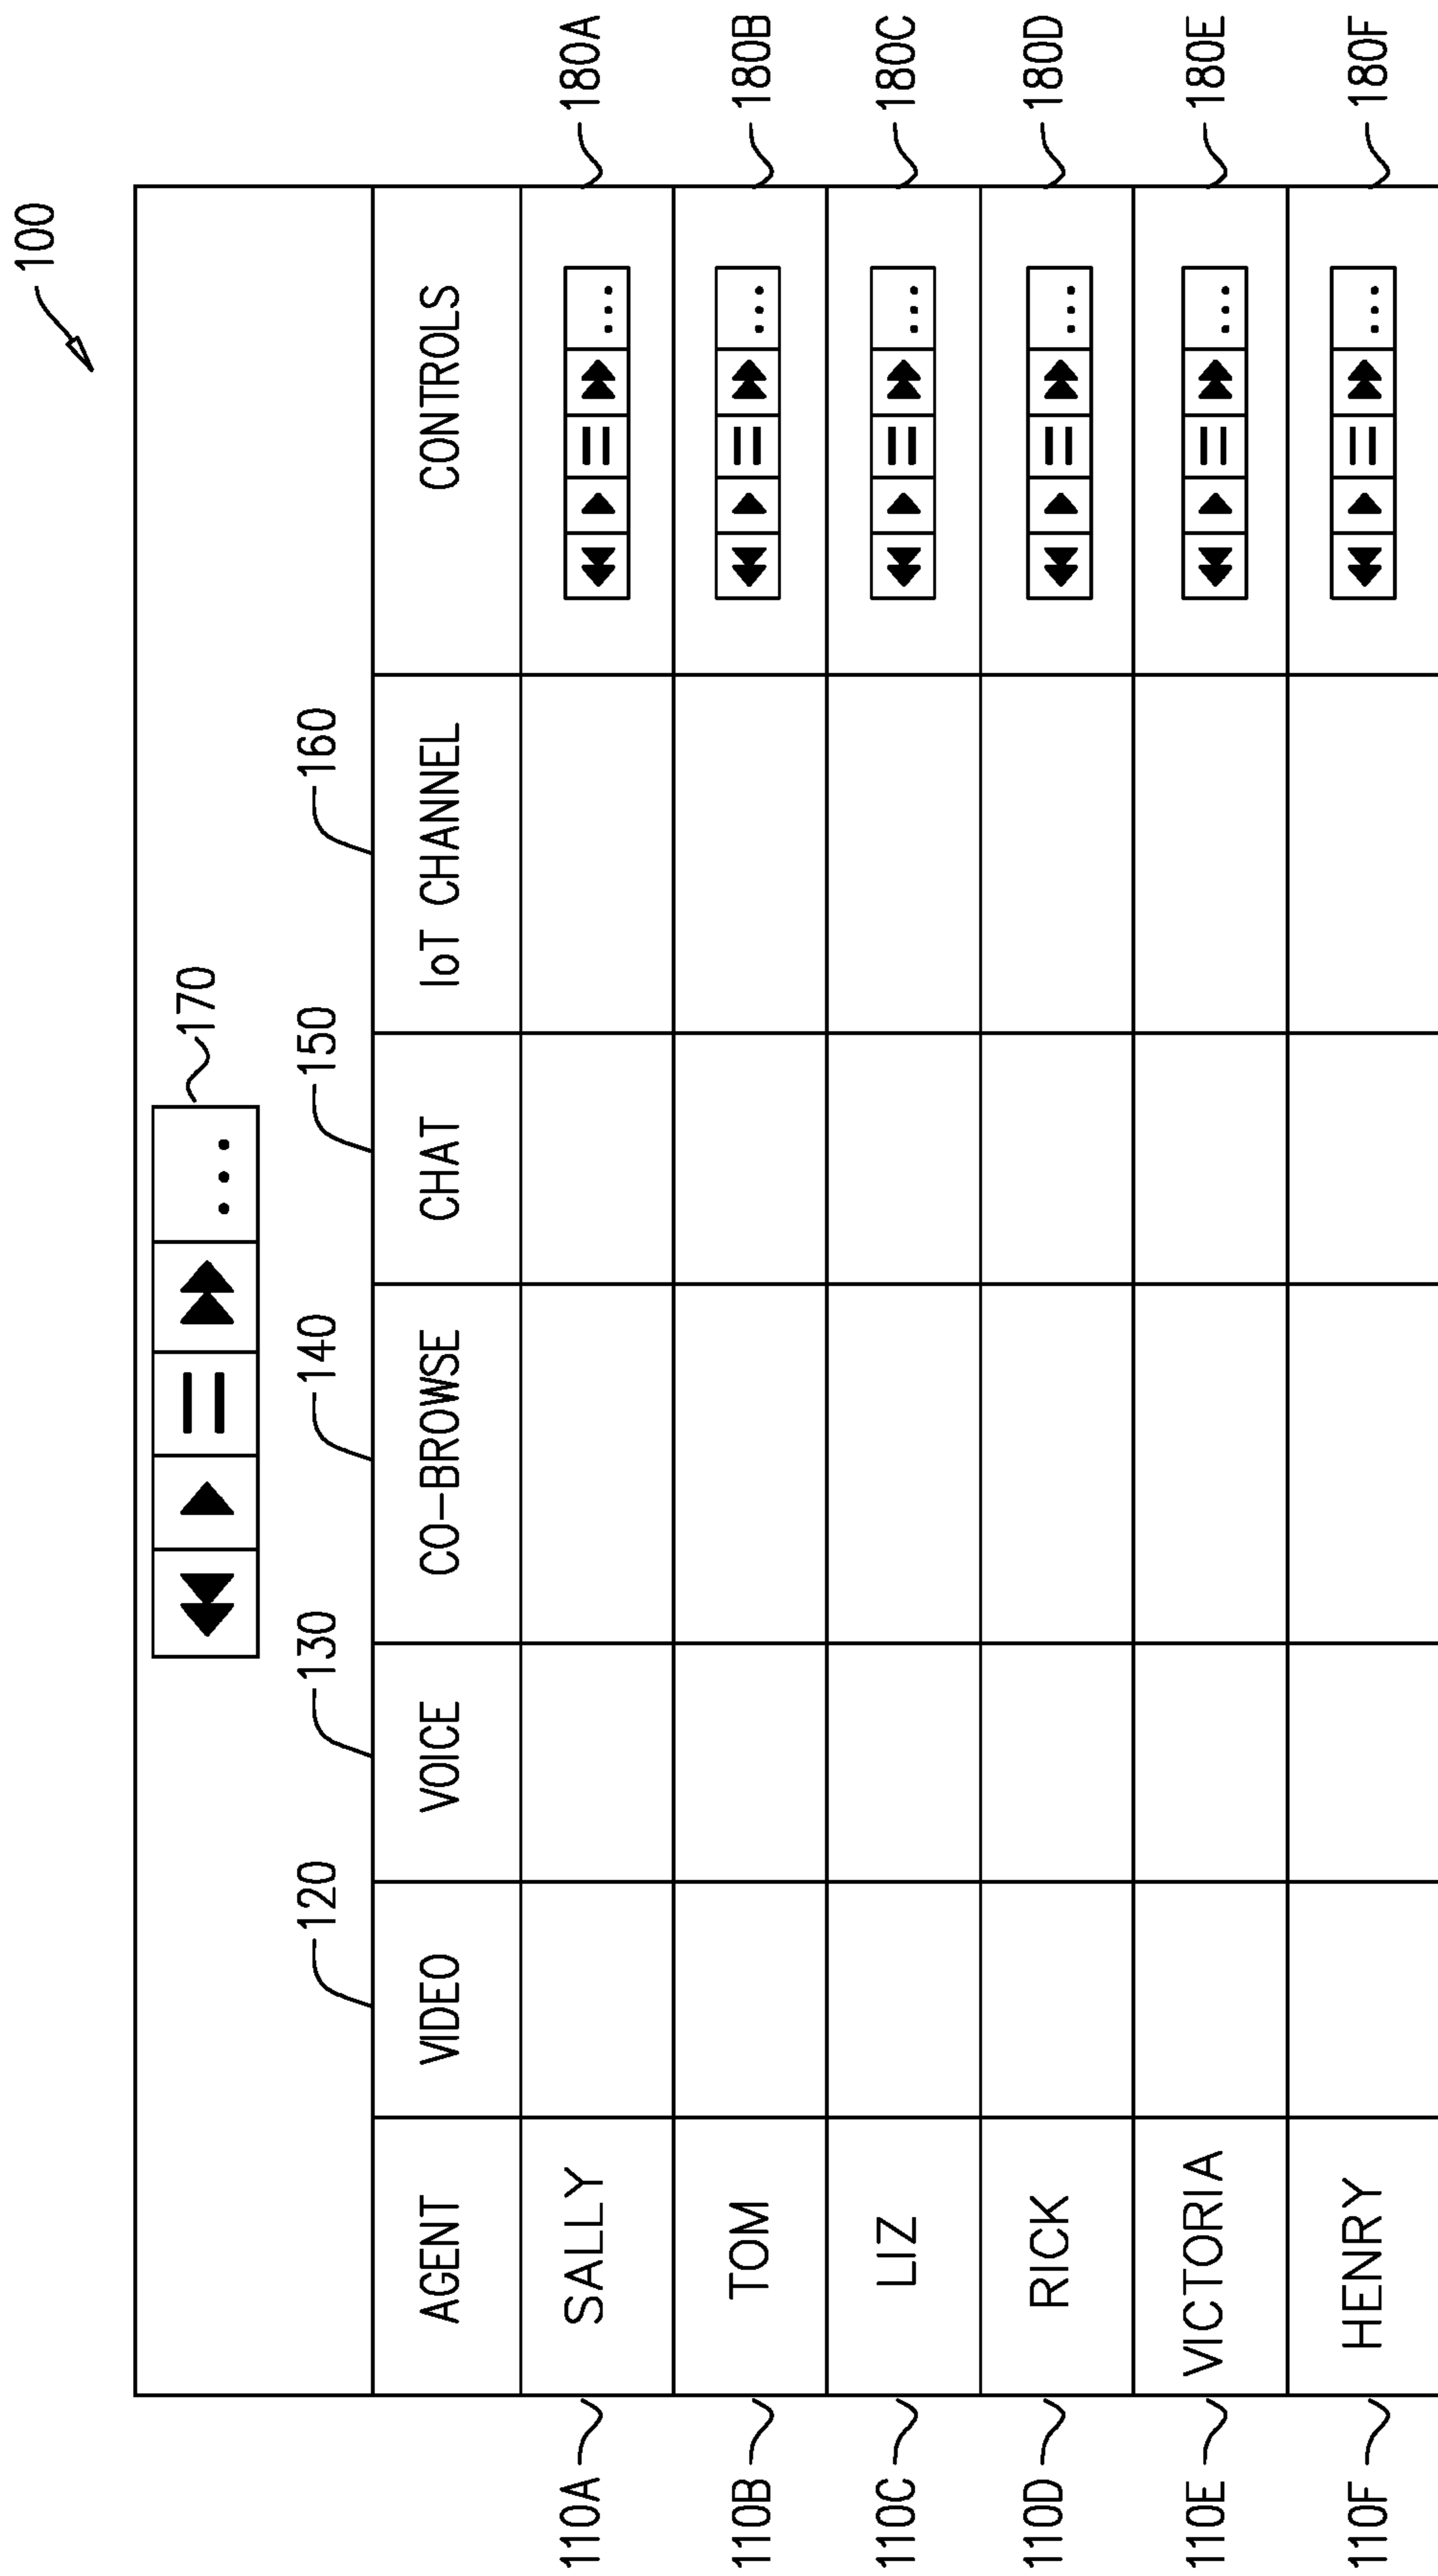 100
170
120 130 140 150 160
AGENT VIDEO VOICE CO-BROWSE CHAT IoT CHANNEL CONTROLS
110A SALLY ... 180A
110B TOM ... 180B
110C LIZ ... 180C
110D RICK ... 180D
110E VICTORIA ... 180E
110F HENRY ... 180F